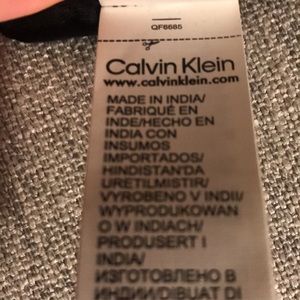 QF6685
Calvin Klein
www.calvinklein.com
MADE IN INDIA/
FABRIQUÉ EN
INDE/HECHO EN
INDIA CON
INSUMOS
IMPORTADOS/
HINDISTAN'DA
URETILMISTIR/
VYROBENO V INDII/
WYPRODUKOWAN
O W INDIACH/
PRODUSERT I
INDIA/
ИЗГОТОВЛЕНО В
ИНДИИ/DIBUAT DI